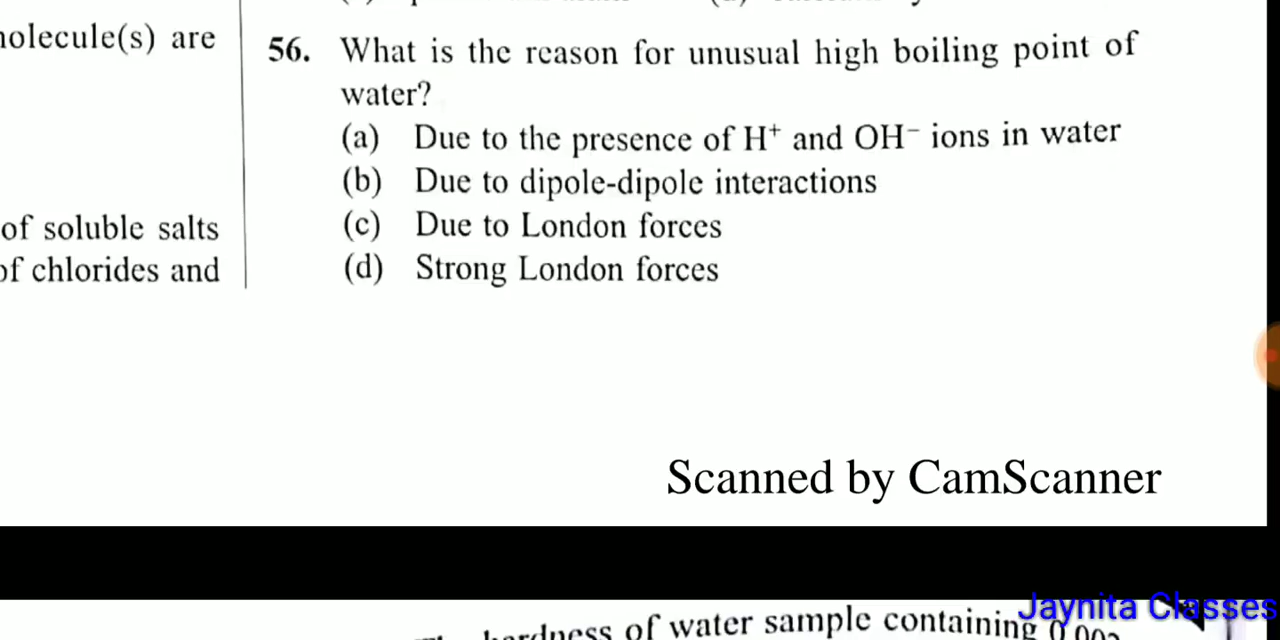 molecule(s) are
of soluble salts
of chlorides and
56. What is the reason for unusual high boiling point of
water?
(a) Due to the presence of H⁺ and OH⁻ ions in water
(b) Due to dipole-dipole interactions
(c) Due to London forces
(d) Strong London forces
Scanned by CamScanner
Jaynita Classes
hardness of water sample containing